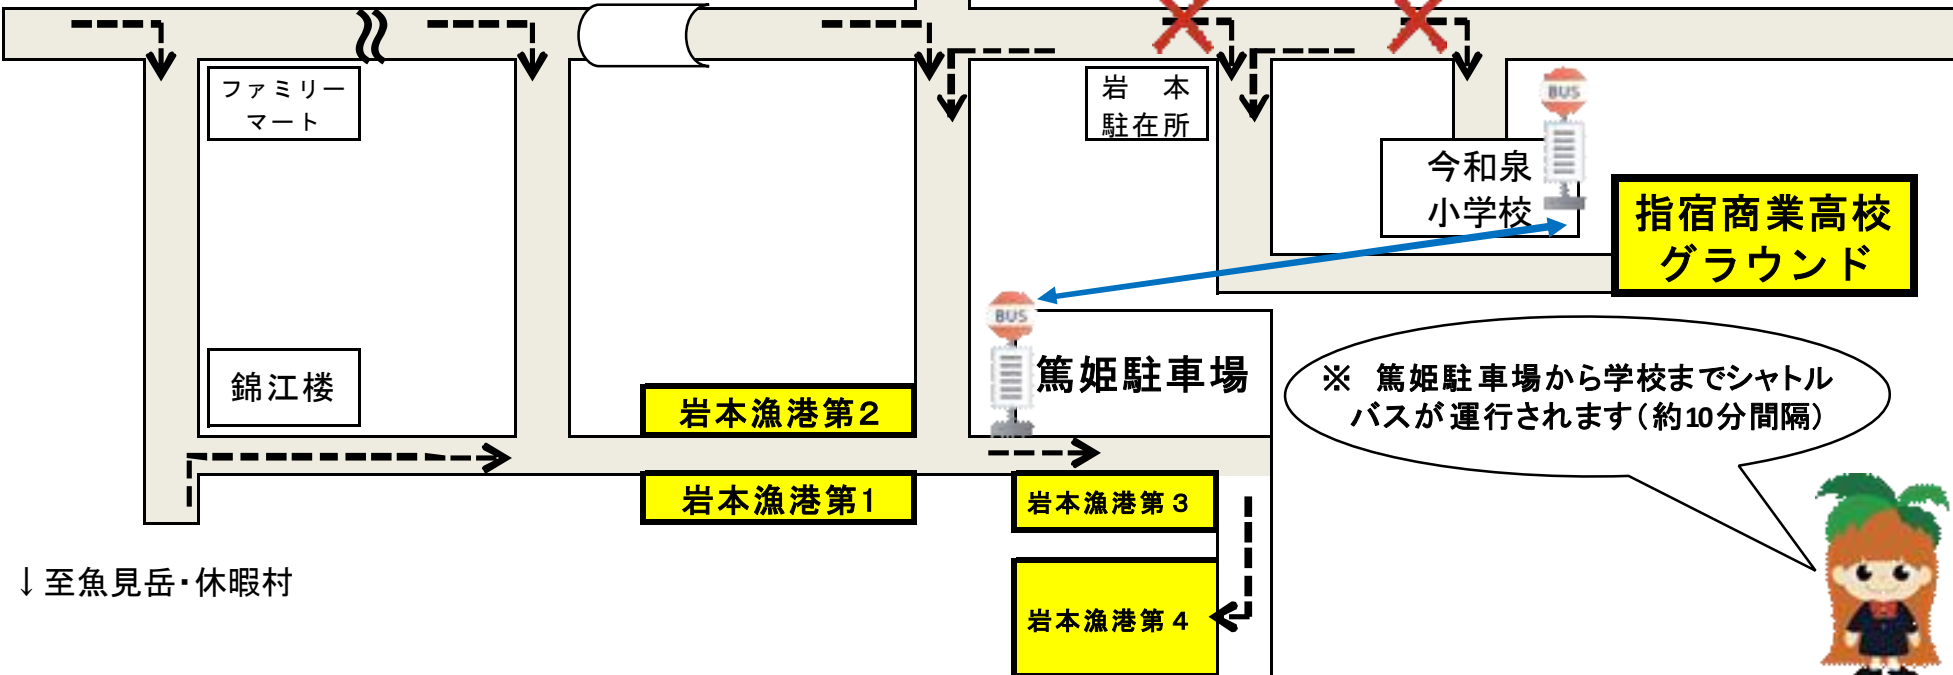 ファミリー
マート
岩　本
駐在所
BUS
今和泉
小学校
指宿商業高校
グラウンド
BUS
篤姫駐車場
錦江楼
岩本漁港第2
岩本漁港第1
岩本漁港第３
岩本漁港第４
※　篤姫駐車場から学校までシャトル
バスが運行されます（約10分間隔）
↓至魚見岳・休暇村